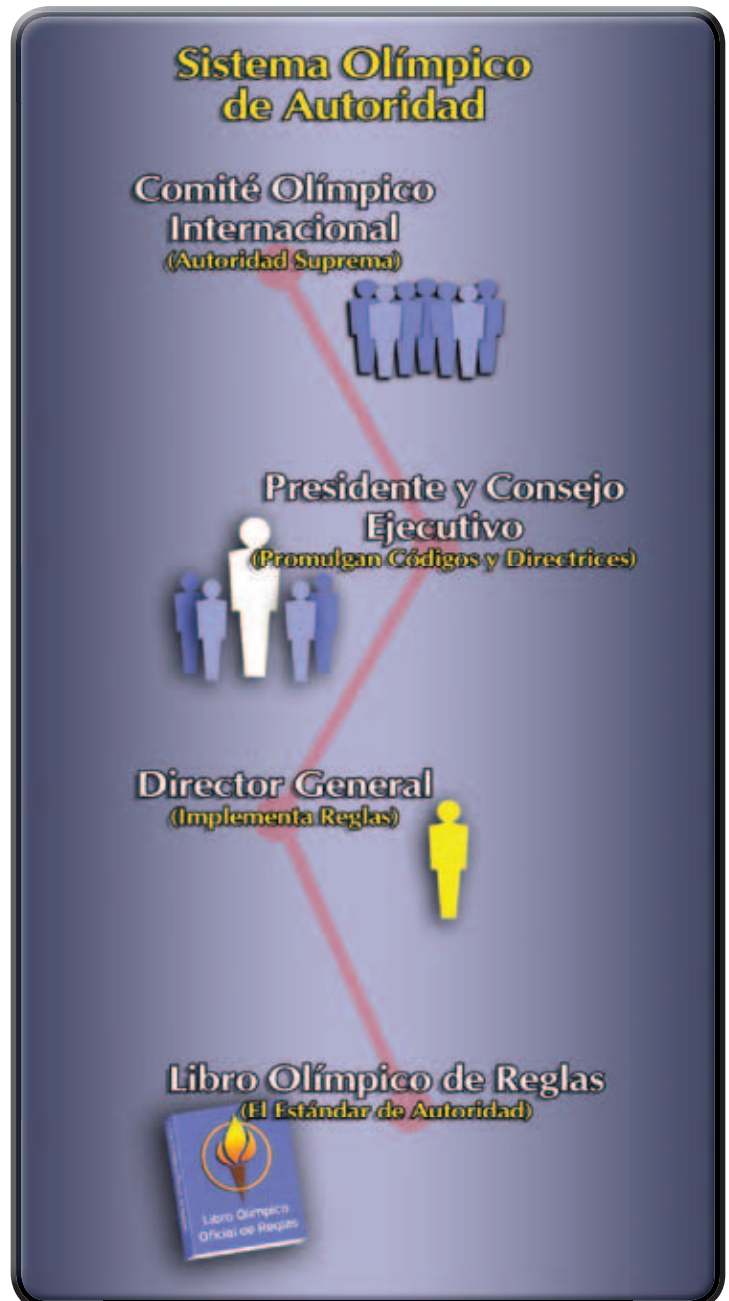 Sistema Olímpico
de Autoridad
Comité Olímpico
Internacional
(Autoridad Suprema)
Presidente y Consejo
Ejecutivo
(Promulgan Códigos y Directrices)
Director General
(Implementa Reglas)
Libro Olímpico de Reglas
(El Estándar de Autoridad)
Libro Olímpico
Oficial de Reglas